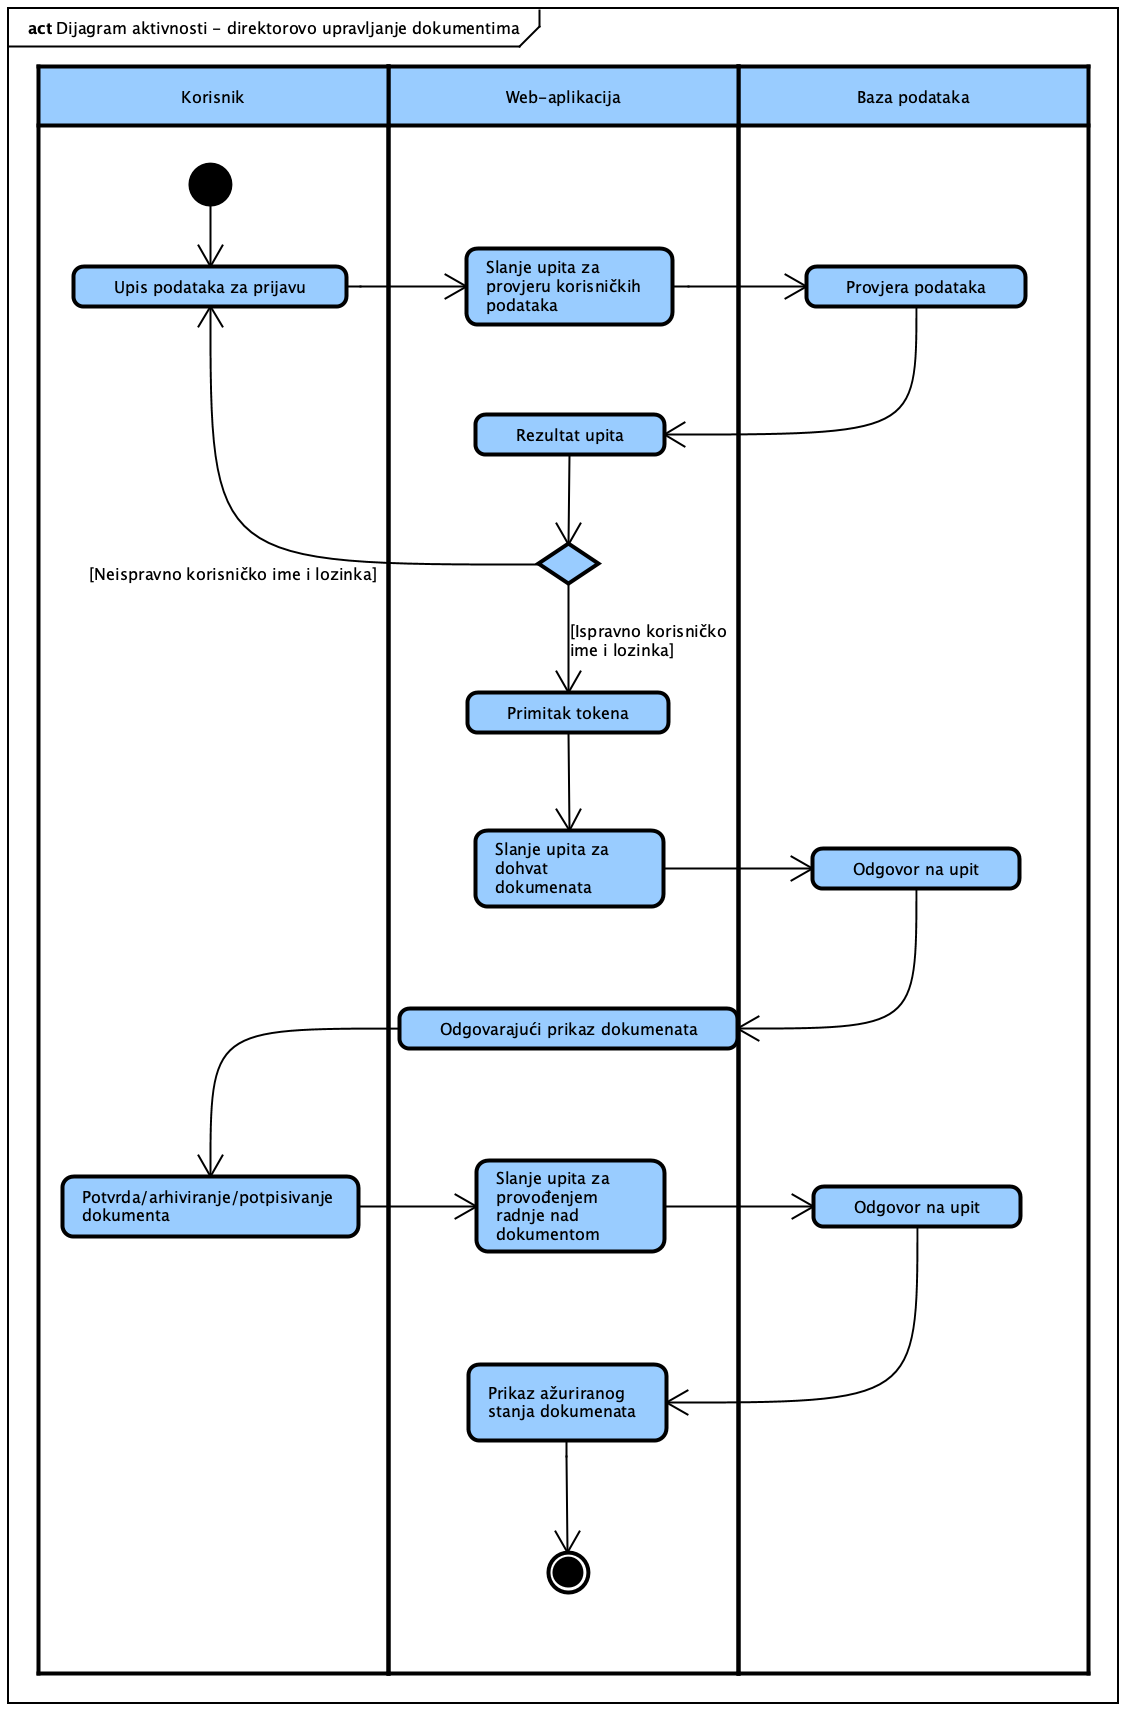 act Dijagram aktivnosti - direktorovo upravljanje dokumentima
Korisnik
Web-aplikacija
Baza podataka
Upis podataka za prijavu
Slanje upita za
provjeru korisničkih
podataka
Provjera podataka
Rezultat upita
[Neispravno korisničko ime i lozinka]
[Ispravno korisničko
ime i lozinka]
Primitak tokena
Slanje upita za
dohvat
dokumenata
Odgovor na upit
Odgovarajući prikaz dokumenata
Potvrda/arhiviranje/potpisivanje
dokumenta
Slanje upita za
provođenjem
radnje nad
dokumentom
Odgovor na upit
Prikaz ažuriranog
stanja dokumenata